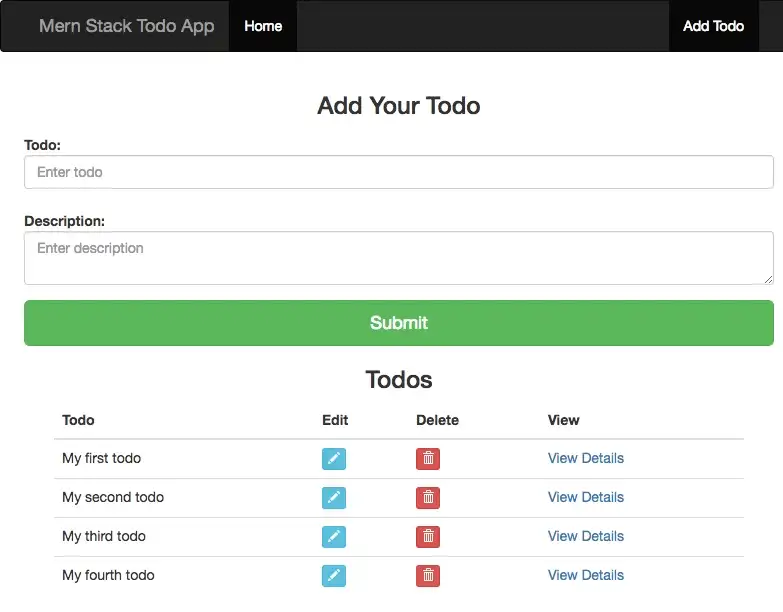 Mern Stack Todo App Home Add Todo
Add Your Todo
Todo:
Enter todo
Description:
Enter description
Submit
Todos
Todo Edit Delete View
My first todo View Details
My second todo View Details
My third todo View Details
My fourth todo View Details